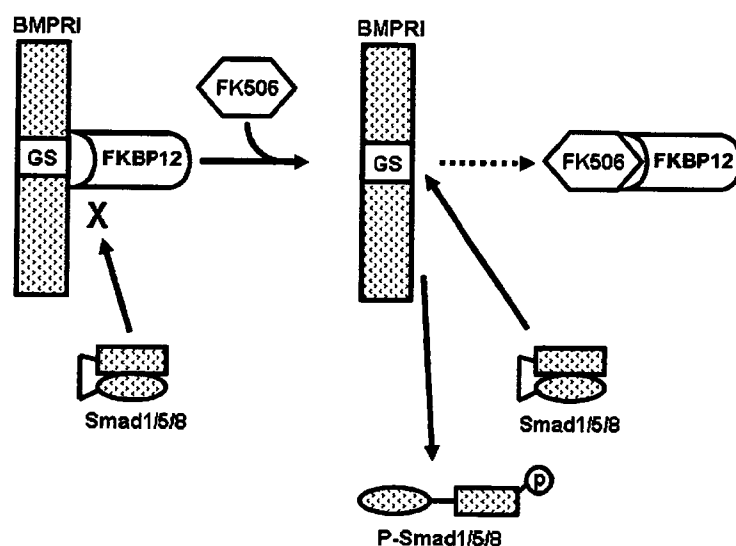 BMPRI
BMPRI
FK506
GS
FKBP12
GS
FK506
FKBP12
X
Smad1/5/8
Smad1/5/8
p
P-Smad1/5/8